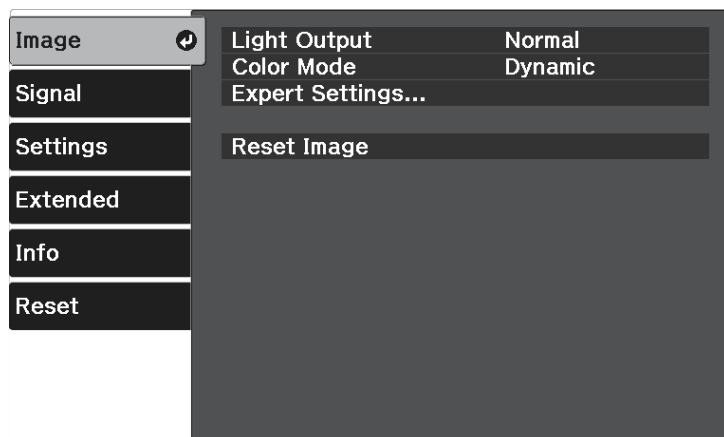 Image
Signal
Settings
Extended
Info
Reset
Light Output Normal
Color Mode Dynamic
Expert Settings...
Reset Image